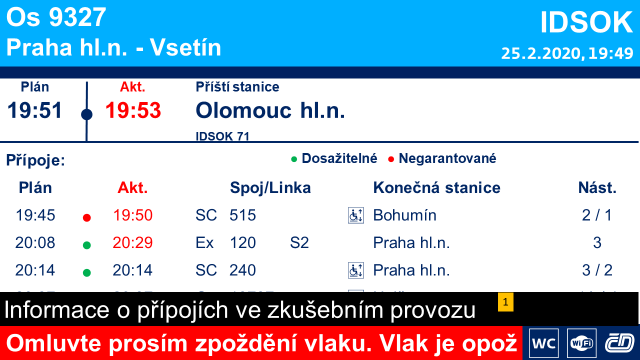 Os 9327
IDSOK
Praha hl.n. - Vsetín
25.2.2020, 19:49
Plán Akt. Příští stanice
19:51 19:53 Olomouc hl.n.
IDSOK 71
Přípoje: Dosažitelné Negarantované
Plán Akt. Spoj/Linka Konečná stanice Nást.
19:45 19:50 SC 515 Bohumín 2 / 1
20:08 20:29 Ex 120 S2 Praha hl.n. 3
20:14 20:14 SC 240 Praha hl.n. 3 / 2
Informace o přípojích ve zkušebním provozu 1
Omluvte prosím zpoždění vlaku. Vlak je opož WC WiFi ČD